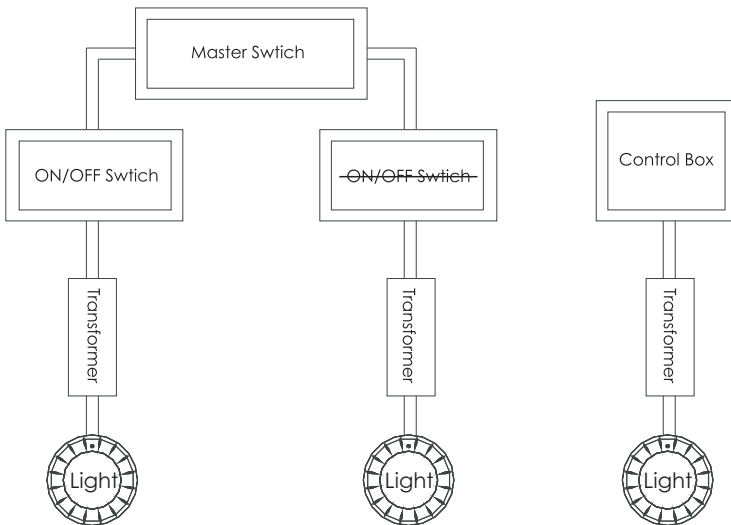 Master Swtich
ON/OFF Swtich
ON/OFF Swtich
Control Box
Transformer
Transformer
Transformer
Light
Light
Light